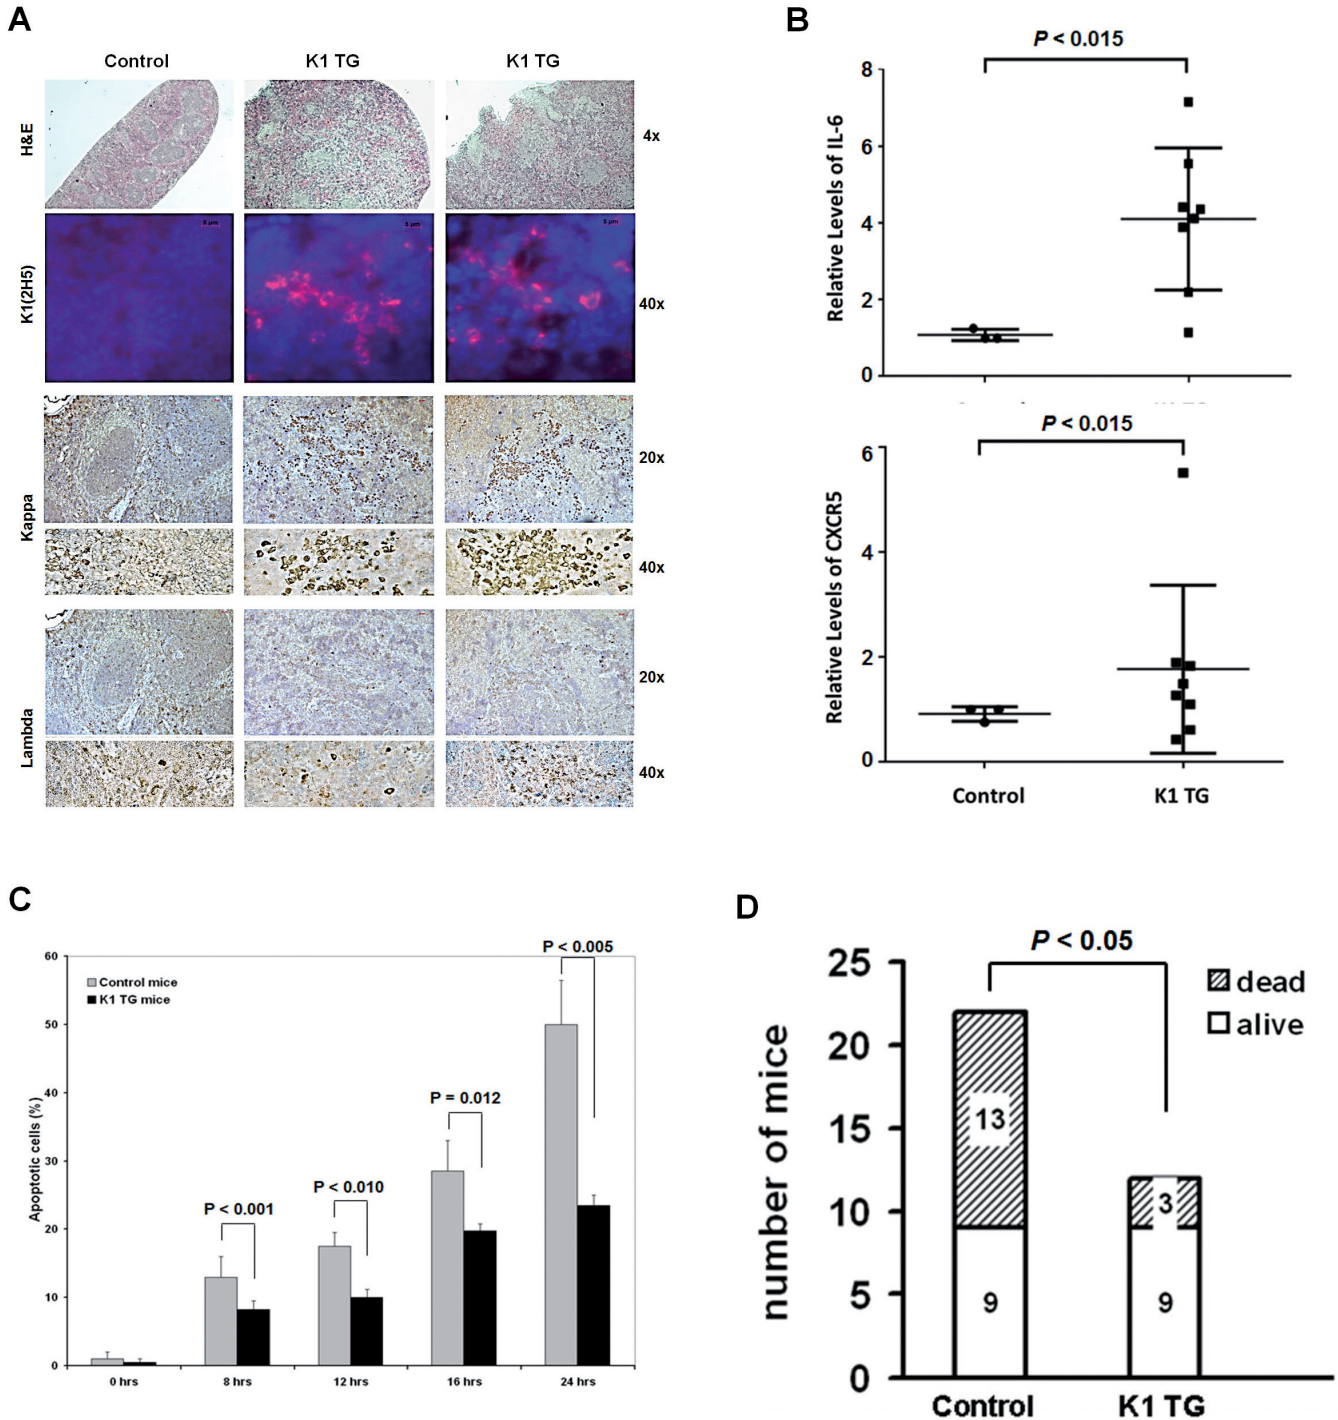 A
Control K1 TG K1 TG
H&E
4x
K1(2H5)
40x
Kappa
20x
40x
Lambda
20x
40x
B
P < 0.015
Relative Levels of IL-6
8
6
4
2
0
P < 0.015
Relative Levels of CXCR5
6
4
2
0
Control K1 TG
C
Apoptotic cells (%)
60
50
40
30
20
10
0
Control mice
K1 TG mice
P < 0.001
P < 0.010
P = 0.012
P < 0.005
0 hrs 8 hrs 12 hrs 16 hrs 24 hrs
D
P < 0.05
number of mice
25
20
15
10
5
0
dead
alive
13
9
3
9
Control K1 TG